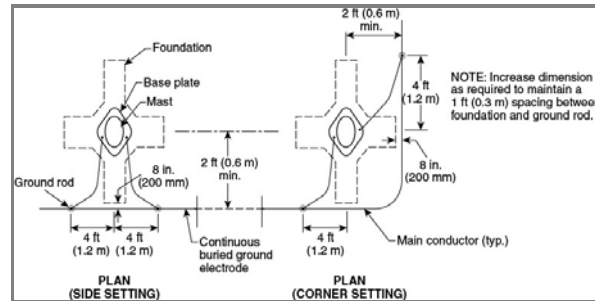 2 ft (0.6 m)
min.
Foundation
Base plate
Mast
4 ft
(1.2 m)
NOTE: Increase dimension
as required to maintain a
1 ft (0.3 m) spacing between
foundation and ground rod.
2 ft (0.6 m)
min.
8 in.
(200 mm)
8 in.
(200 mm)
Ground rod
4 ft
(1.2 m)
4 ft
(1.2 m)
Continuous
buried ground
electrode
4 ft
(1.2 m)
Main conductor (typ.)
PLAN
(SIDE SETTING)
PLAN
(CORNER SETTING)